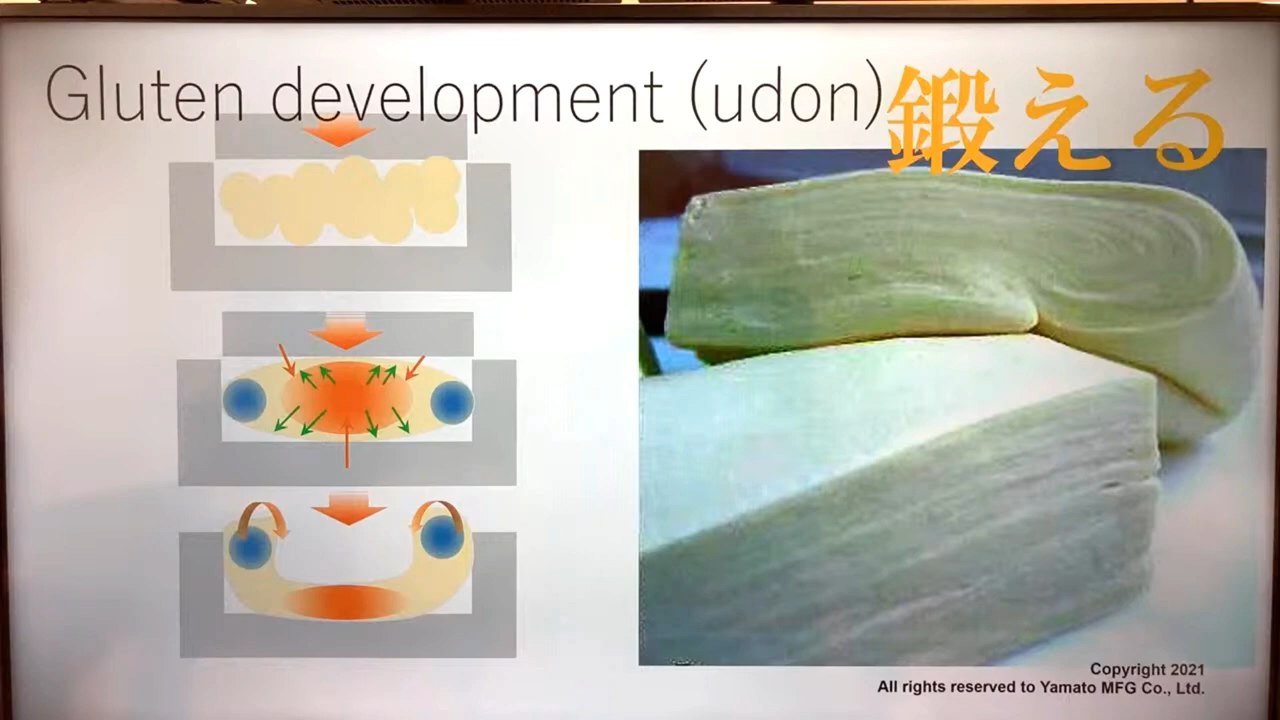 Gluten development (udon)鍛える
Copyright 2021
All rights reserved to Yamato MFG Co., Ltd.